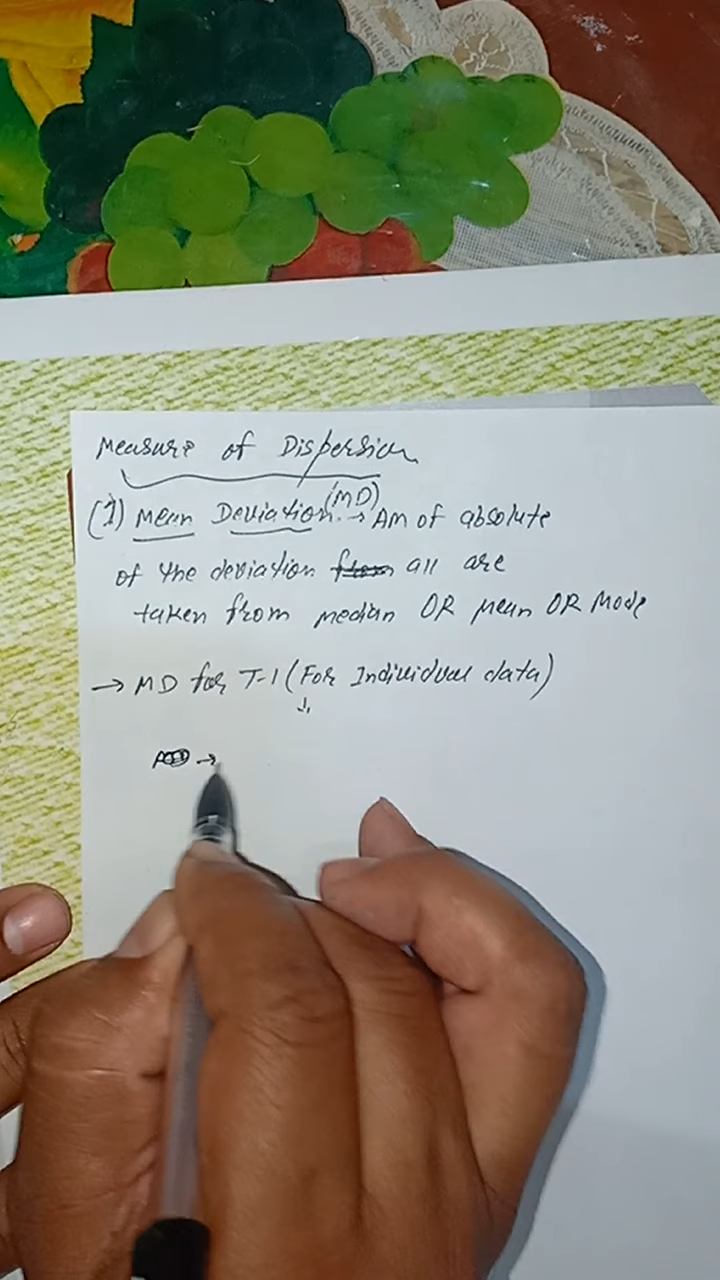 Measure of Dispersion
(1) Mean Deviation (MD) → AM of absolute
of the deviation all are
taken from median OR Mean OR Mode
→ MD for T-1 (For Individual data)
↓
→